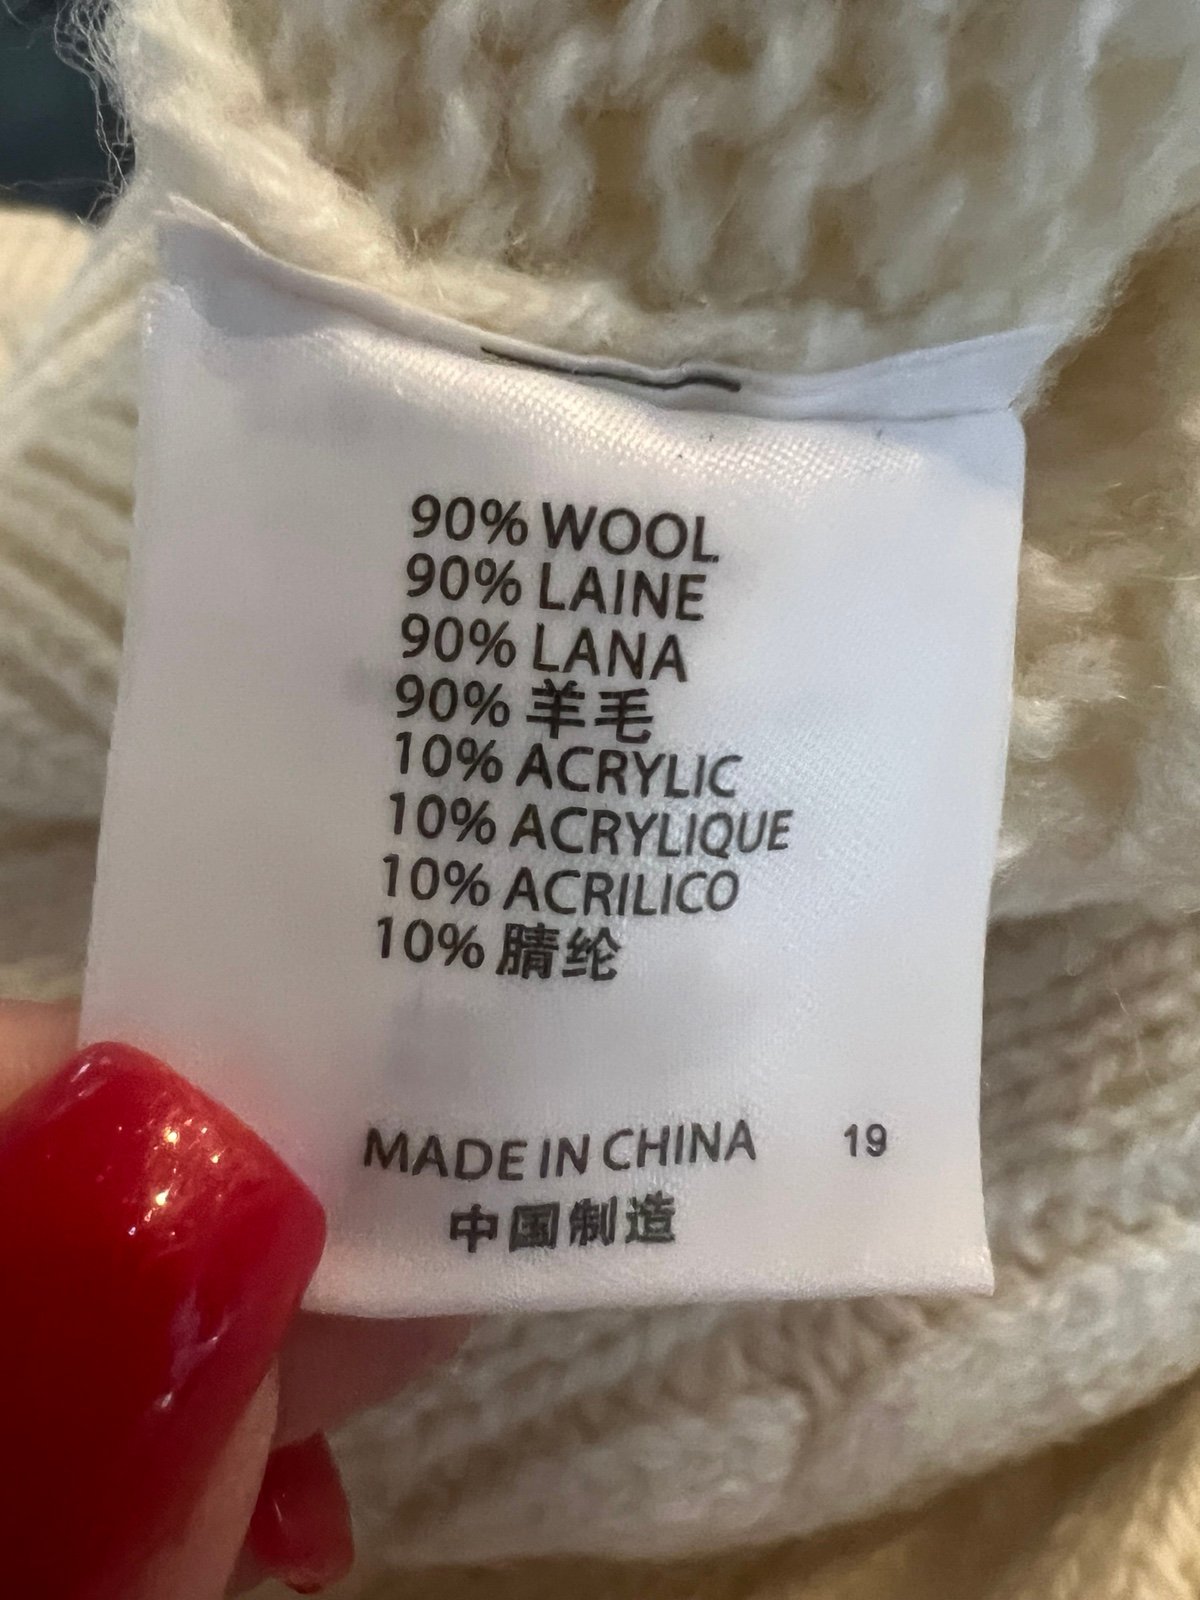 90% WOOL
90% LAINE
90% LANA
90% 羊毛
10% ACRYLIC
10% ACRYLIQUE
10% ACRILICO
10% 腈纶
MADE IN CHINA 19
中国制造